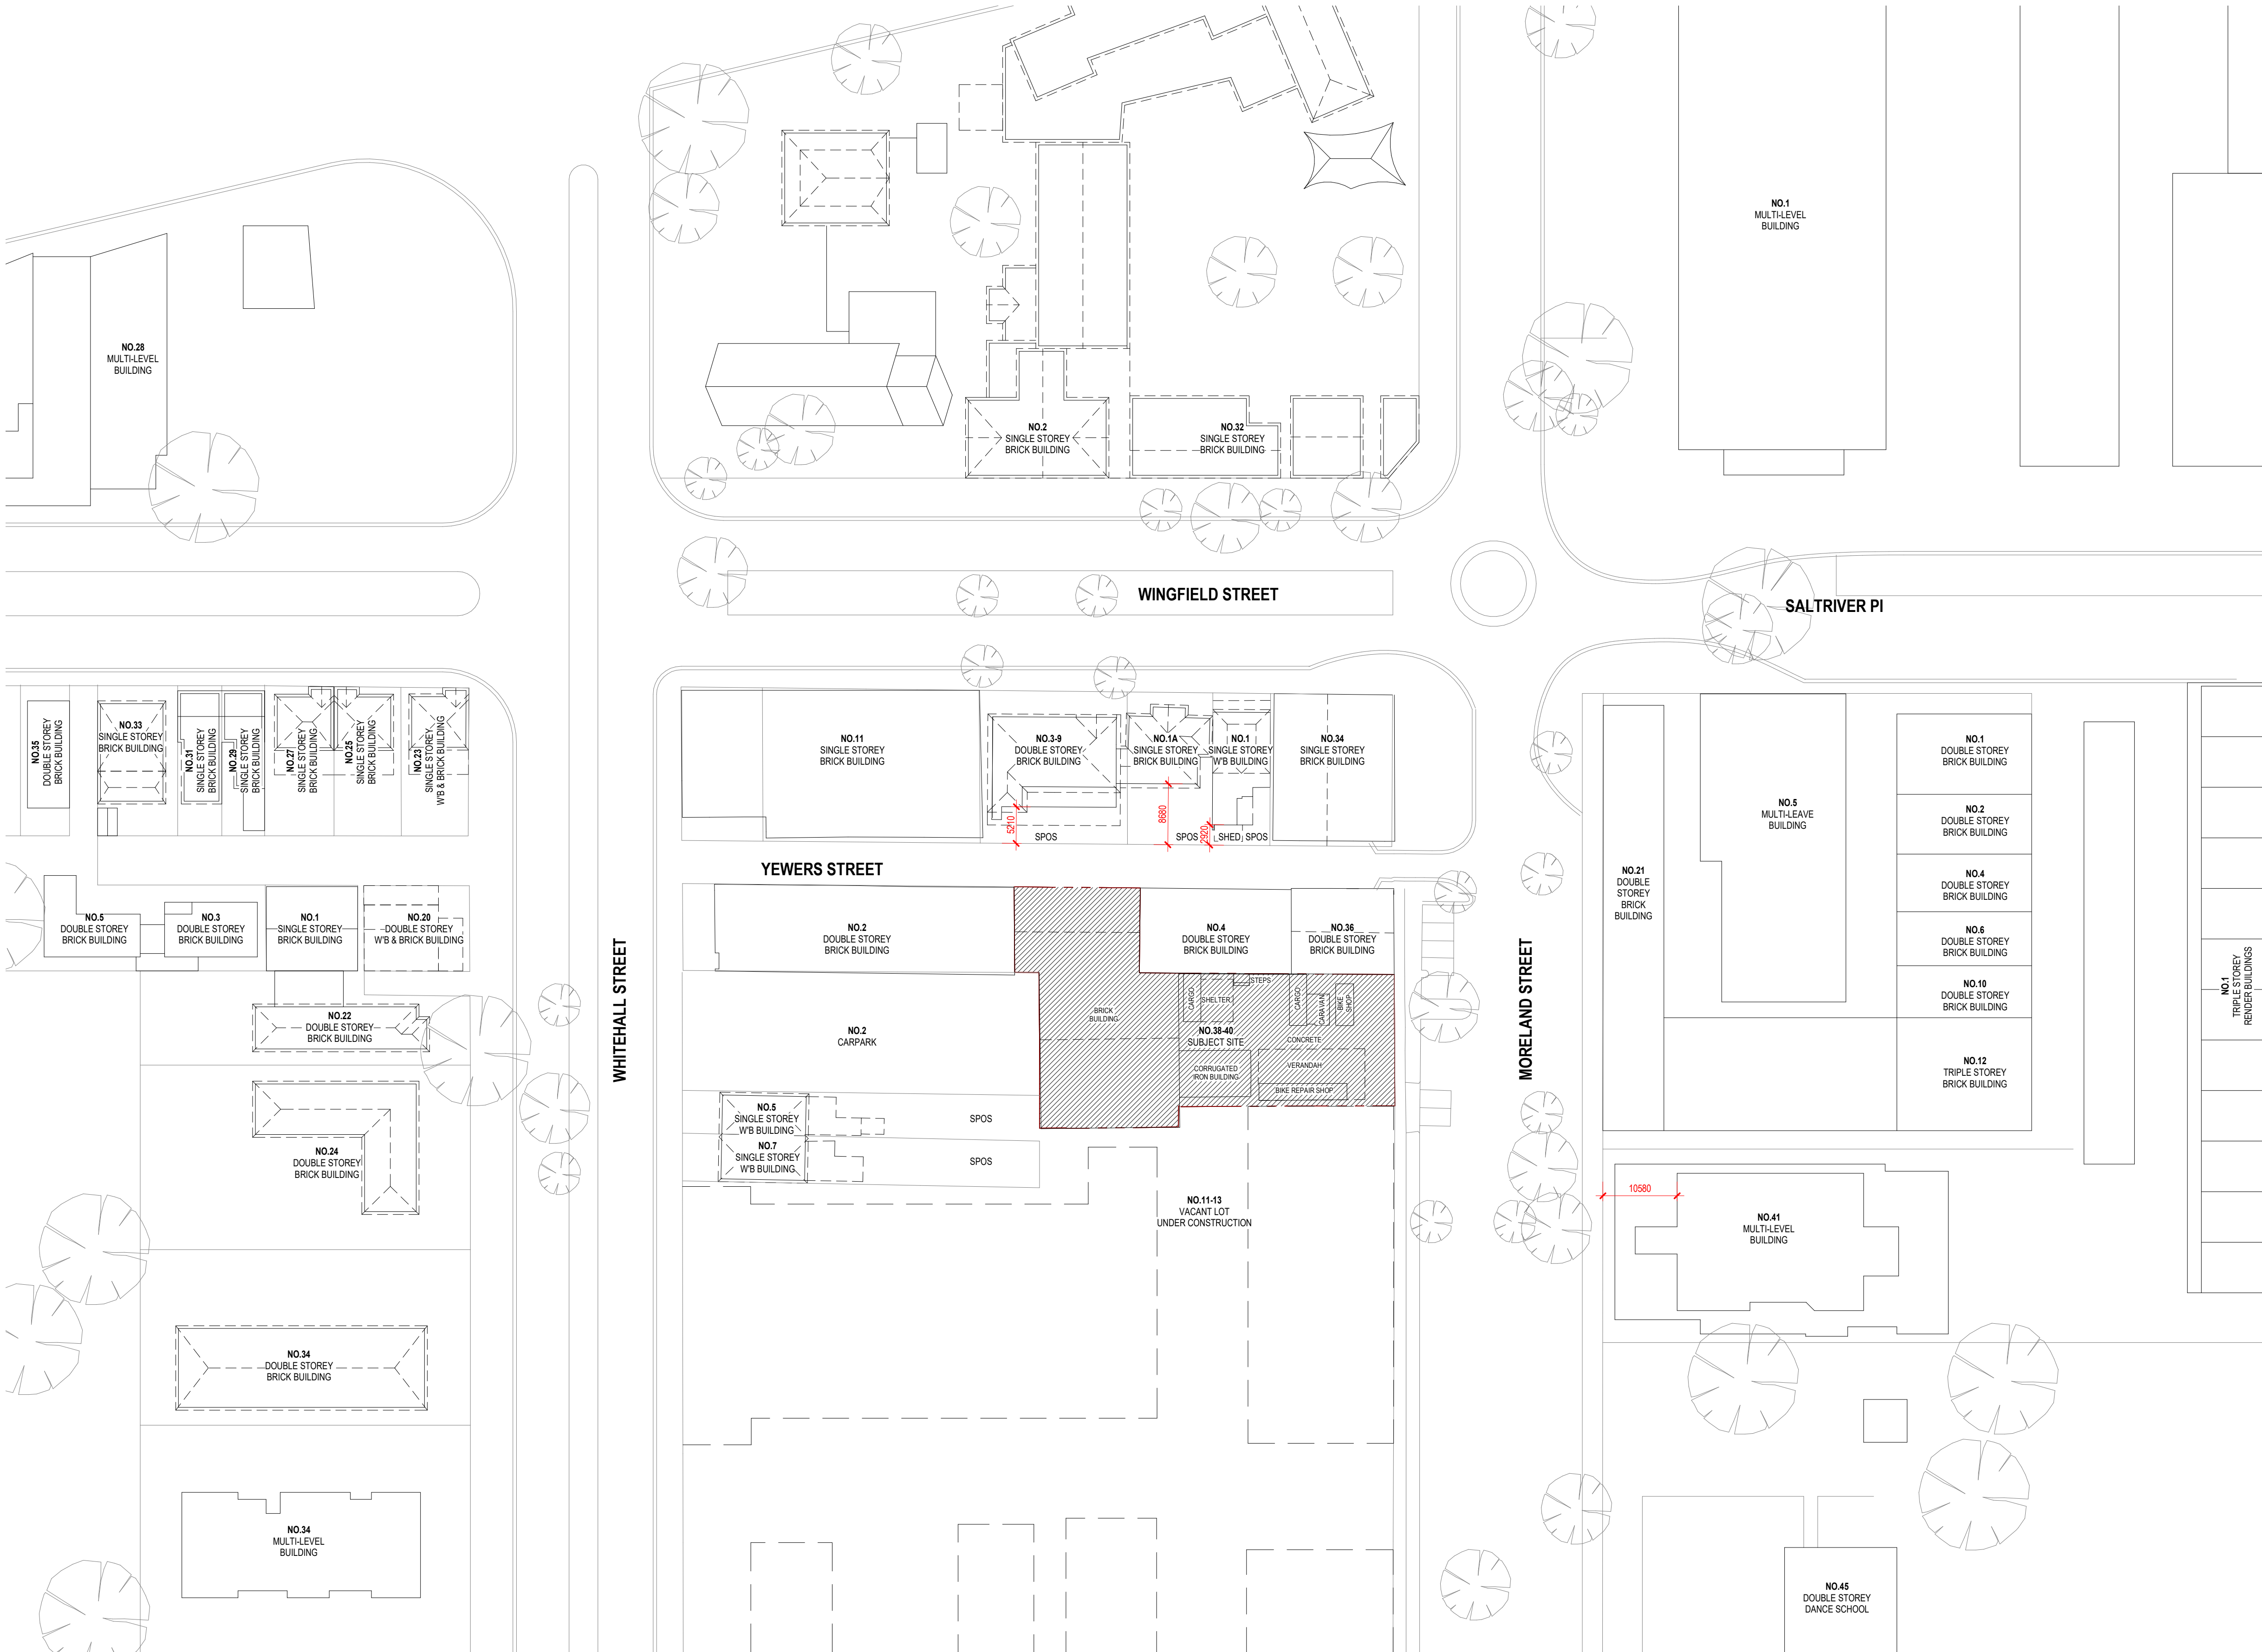 NO.1
MULTI-LEVEL
BUILDING
NO.28
MULTI-LEVEL
BUILDING
NO.2
SINGLE STOREY
BRICK BUILDING
NO.32
SINGLE STOREY
BRICK BUILDING
WINGFIELD STREET
SALTRIVER Pl
NO.35
DOUBLE STOREY
BRICK BUILDING
NO.33
SINGLE STOREY
BRICK BUILDING
NO.31
SINGLE STOREY
BRICK BUILDING
NO.29
SINGLE STOREY
BRICK BUILDING
NO.27
SINGLE STOREY
BRICK BUILDING
NO.25
SINGLE STOREY
BRICK BUILDING
NO.23
SINGLE STOREY
W'B & BRICK BUILDING
NO.11
SINGLE STOREY
BRICK BUILDING
NO.3-9
DOUBLE STOREY
BRICK BUILDING
NO.1A
SINGLE STOREY
BRICK BUILDING
NO.1
SINGLE STOREY
W'B BUILDING
NO.34
SINGLE STOREY
BRICK BUILDING
5210
8680
2920
SPOS
SPOS
SHED
SPOS
NO.5
MULTI-LEAVE
BUILDING
NO.1
DOUBLE STOREY
BRICK BUILDING
NO.2
DOUBLE STOREY
BRICK BUILDING
NO.4
DOUBLE STOREY
BRICK BUILDING
NO.6
DOUBLE STOREY
BRICK BUILDING
NO.10
DOUBLE STOREY
BRICK BUILDING
NO.12
TRIPLE STOREY
BRICK BUILDING
NO.21
DOUBLE
STOREY
BRICK
BUILDING
NO.1
TRIPLE STOREY
RENDER BUILDINGS
YEWERS STREET
NO.5
DOUBLE STOREY
BRICK BUILDING
NO.3
DOUBLE STOREY
BRICK BUILDING
NO.1
SINGLE STOREY
BRICK BUILDING
NO.20
DOUBLE STOREY
W'B & BRICK BUILDING
NO.22
DOUBLE STOREY
BRICK BUILDING
WHITEHALL STREET
NO.2
DOUBLE STOREY
BRICK BUILDING
NO.4
DOUBLE STOREY
BRICK BUILDING
NO.36
DOUBLE STOREY
BRICK BUILDING
MORELAND STREET
NO.2
CARPARK
BRICK
BUILDING
CARGO
SHELTER
STEPS
CARGO
CARAVAN
BIKE
SHOP
NO.38-40
SUBJECT SITE
CONCRETE
CORRUGATED
IRON BUILDING
VERANDAH
BIKE REPAIR SHOP
NO.5
SINGLE STOREY
W'B BUILDING
NO.7
SINGLE STOREY
W'B BUILDING
SPOS
SPOS
NO.24
DOUBLE STOREY
BRICK BUILDING
NO.11-13
VACANT LOT
UNDER CONSTRUCTION
10580
NO.41
MULTI-LEVEL
BUILDING
NO.34
DOUBLE STOREY
BRICK BUILDING
NO.34
MULTI-LEVEL
BUILDING
NO.45
DOUBLE STOREY
DANCE SCHOOL